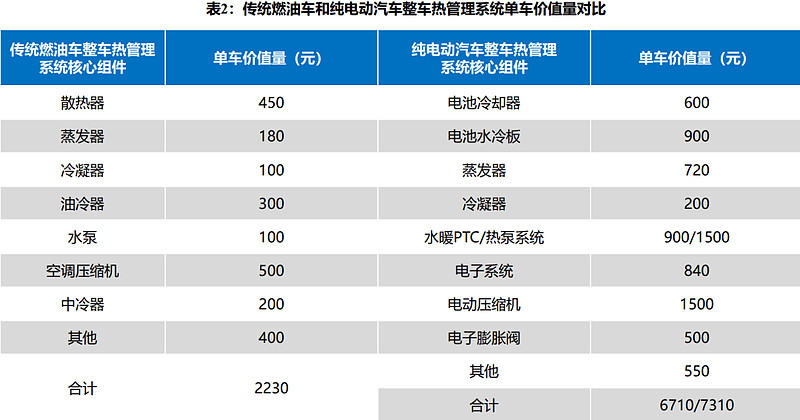 表2：传统燃油车和纯电动汽车整车热管理系统单车价值量对比
传统燃油车整车热管理 单车价值量（元） 纯电动汽车整车热管理 单车价值量（元）
系统核心组件 系统核心组件
散热器 450 电池冷却器 600
蒸发器 180 电池水冷板 900
冷凝器 100 蒸发器 720
油冷器 300 冷凝器 200
水泵 100 水暖PTC/热泵系统 900/1500
空调压缩机 500 电子系统 840
中冷器 200 电动压缩机 1500
其他 400 电子膨胀阀 500
合计 2230 其他 550
合计 6710/7310